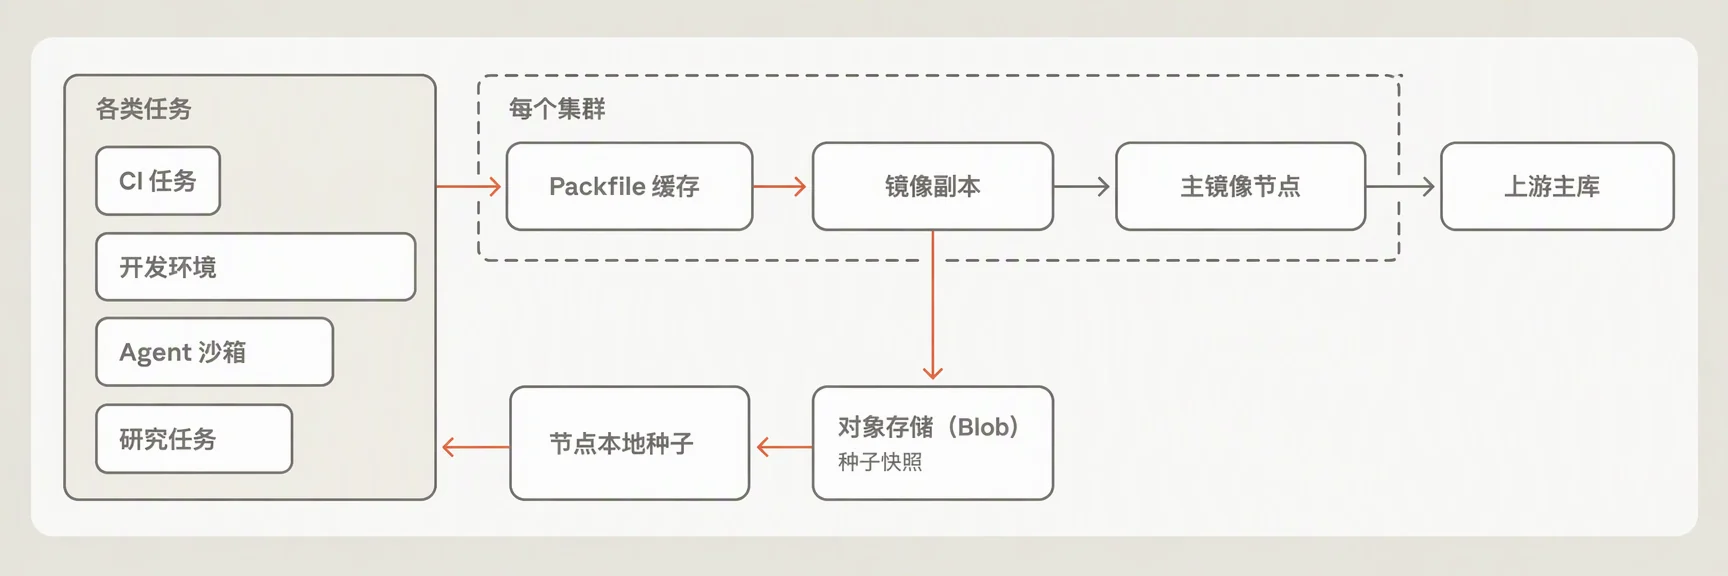 各类任务
CI 任务
开发环境
Agent 沙箱
研究任务
每个集群
Packfile 缓存
镜像副本
主镜像节点
上游主库
节点本地种子
对象存储（Blob）
种子快照